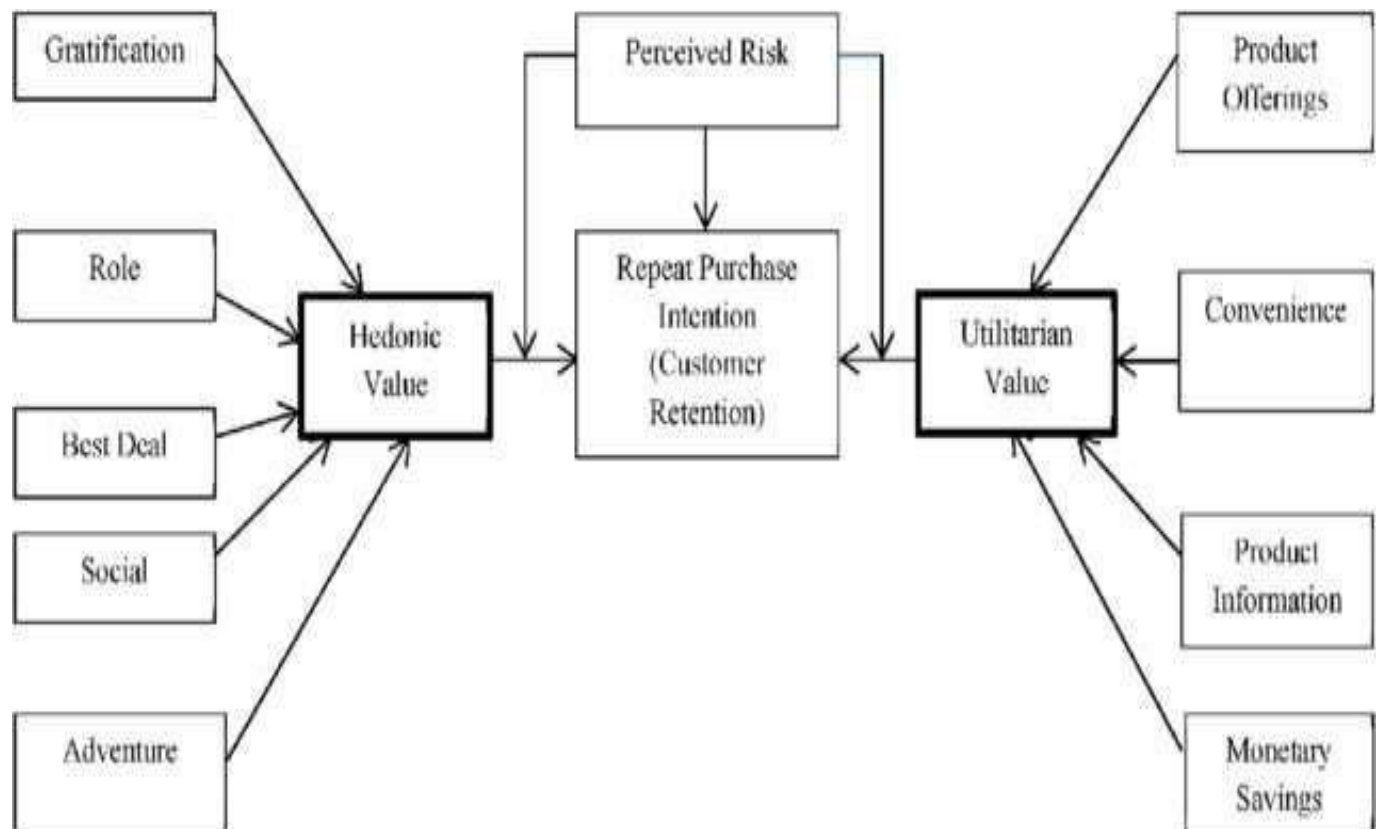 Gratification
Perceived Risk
Product
Offerings
Role
Repeat Purchase
Intention
(Customer
Retention)
Convenience
Hedonic
Value
Utilitarian
Value
Best Deal
Social
Product
Information
Adventure
Monetary
Savings